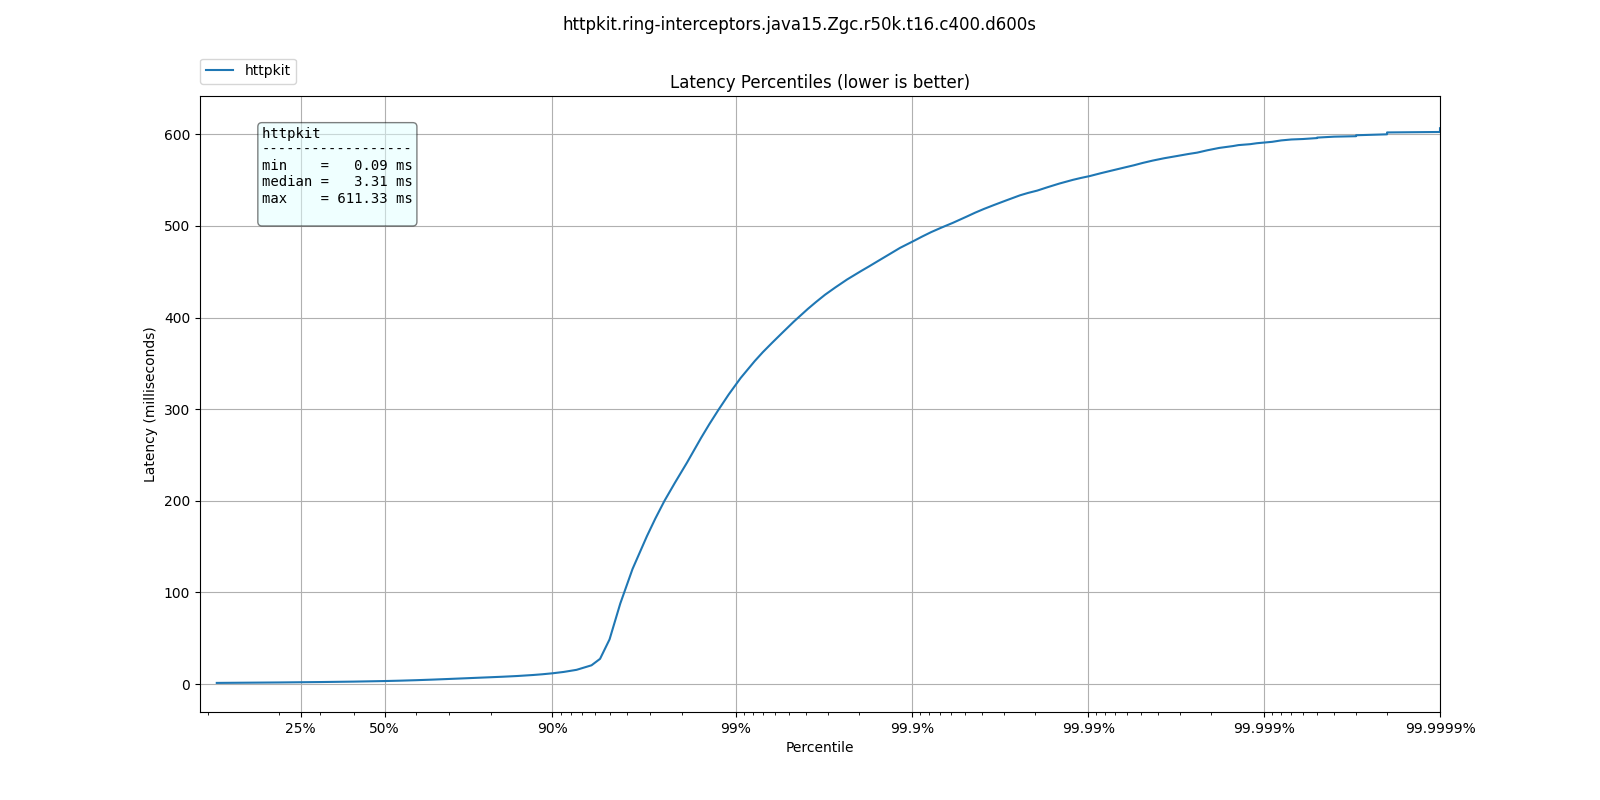 httpkit.ring-interceptors.java15.Zgc.r50k.t16.c400.d600s
httpkit
Latency Percentiles (lower is better)
httpkit
------------------
min    =   0.09 ms
median =   3.31 ms
max    = 611.33 ms
600
500
400
300
200
100
0
Latency (milliseconds)
25% 50% 90% 99% 99.9% 99.99% 99.999% 99.9999%
Percentile